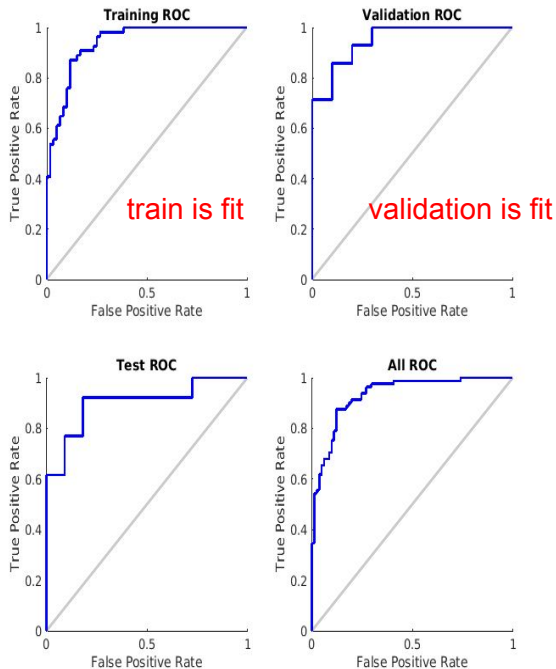 Training ROC
1
0.8
0.6
0.4
0.2
0
0 0.5 1
True Positive Rate
False Positive Rate
train is fit
Validation ROC
1
0.8
0.6
0.4
0.2
0
0 0.5 1
True Positive Rate
False Positive Rate
validation is fit
Test ROC
1
0.8
0.6
0.4
0.2
0
0 0.5 1
True Positive Rate
False Positive Rate
All ROC
1
0.8
0.6
0.4
0.2
0
0 0.5 1
True Positive Rate
False Positive Rate